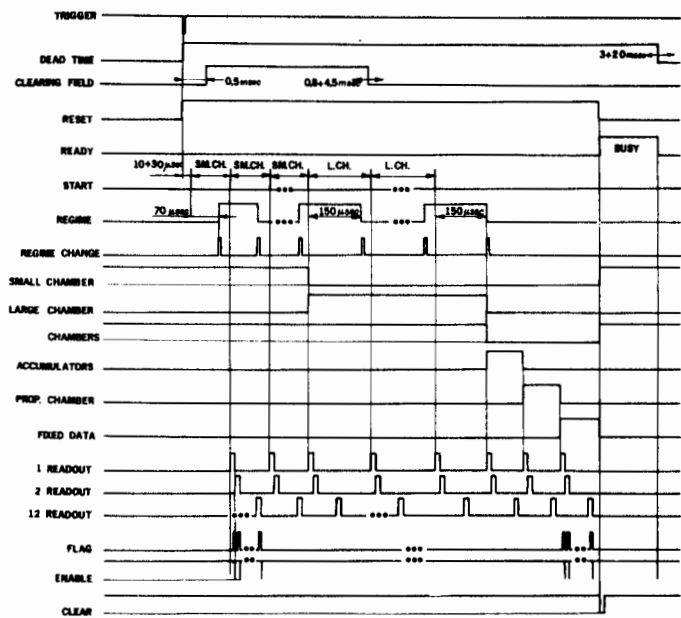 TRIGGER
DEAD TIME
3+20 msec
CLEARING FIELD
0,5 msec
0,8+4,5 msec
RESET
READY
BUSY
10+30 μsec
SM.CH.
SM.CH.
SM.CH.
L.CH.
L.CH.
START
REGIME
70 μsec
150 μsec
150 μsec
REGIME CHANGE
SMALL CHAMBER
LARGE CHAMBER
CHAMBERS
ACCUMULATORS
PROP. CHAMBER
FIXED DATA
1 READOUT
2 READOUT
12 READOUT
FLAG
ENABLE
CLEAR